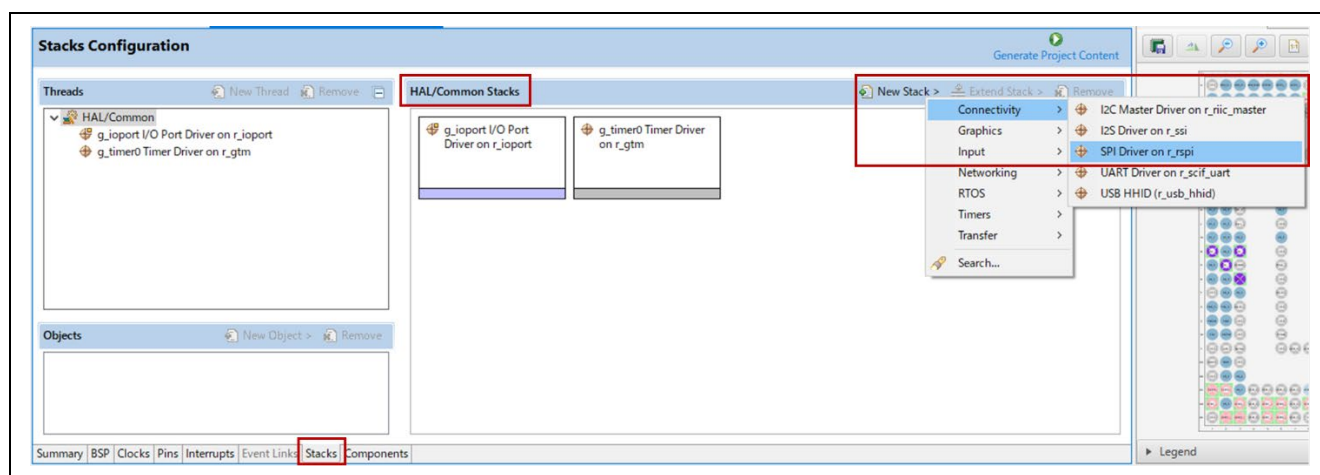 Stacks Configuration
Generate Project Content
Threads
New Thread
Remove
HAL/Common
g_ioport I/O Port Driver on r_ioport
g_timer0 Timer Driver on r_gtm
Objects
New Object >
Remove
HAL/Common Stacks
New Stack >
Extend Stack >
Remove
g_ioport I/O Port
Driver on r_ioport
g_timer0 Timer Driver
on r_gtm
Connectivity
Graphics
Input
Networking
RTOS
Timers
Transfer
Search...
I2C Master Driver on r_riic_master
I2S Driver on r_ssi
SPI Driver on r_rspi
UART Driver on r_scif_uart
USB HHID (r_usb_hhid)
Summary BSP Clocks Pins Interrupts Event Links Stacks Components
Legend